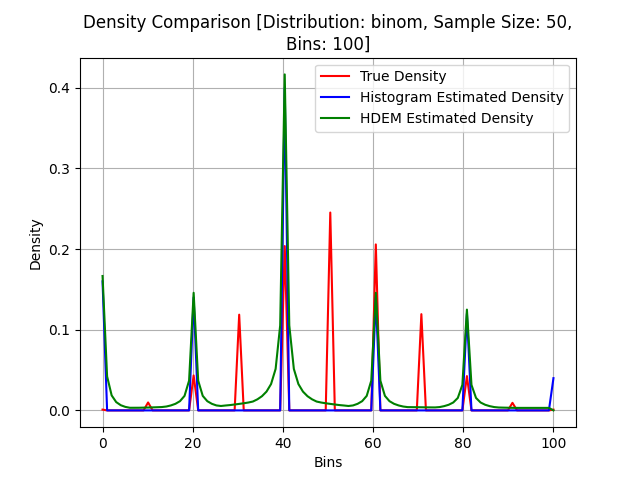 Density Comparison [Distribution: binom, Sample Size: 50,
Bins: 100]
True Density
Histogram Estimated Density
HDEM Estimated Density
Density
0.4
0.3
0.2
0.1
0.0
0 20 40 60 80 100
Bins